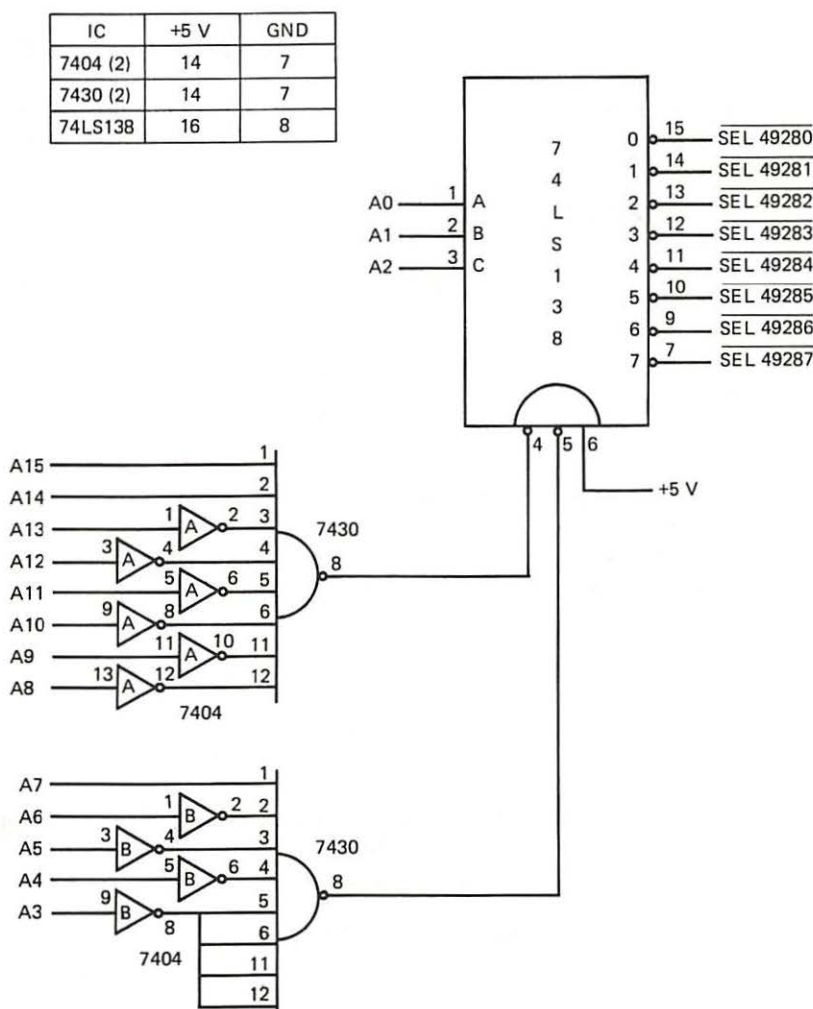 IC +5 V GND
7404 (2) 14 7
7430 (2) 14 7
74LS138 16 8
7
4
L
S
1
3
8
0 15 SEL 49280
1 14 SEL 49281
2 13 SEL 49282
3 12 SEL 49283
4 11 SEL 49284
5 10 SEL 49285
6 9 SEL 49286
7 7 SEL 49287
A0 1 A
A1 2 B
A2 3 C
4 5 6
+5 V
A15 1
A14 2
A13 1 A 2 3
7430
A12 3 A 4 4
8
A11 5 A 6 5
A10 9 A 8 6
A9 11 A 10 11
A8 13 A 12 12
7404
A7 1
A6 1 B 2 2
A5 3 B 4 3
7430
A4 5 B 6 4
8
A3 9 B 8 5
6
7404
11
12